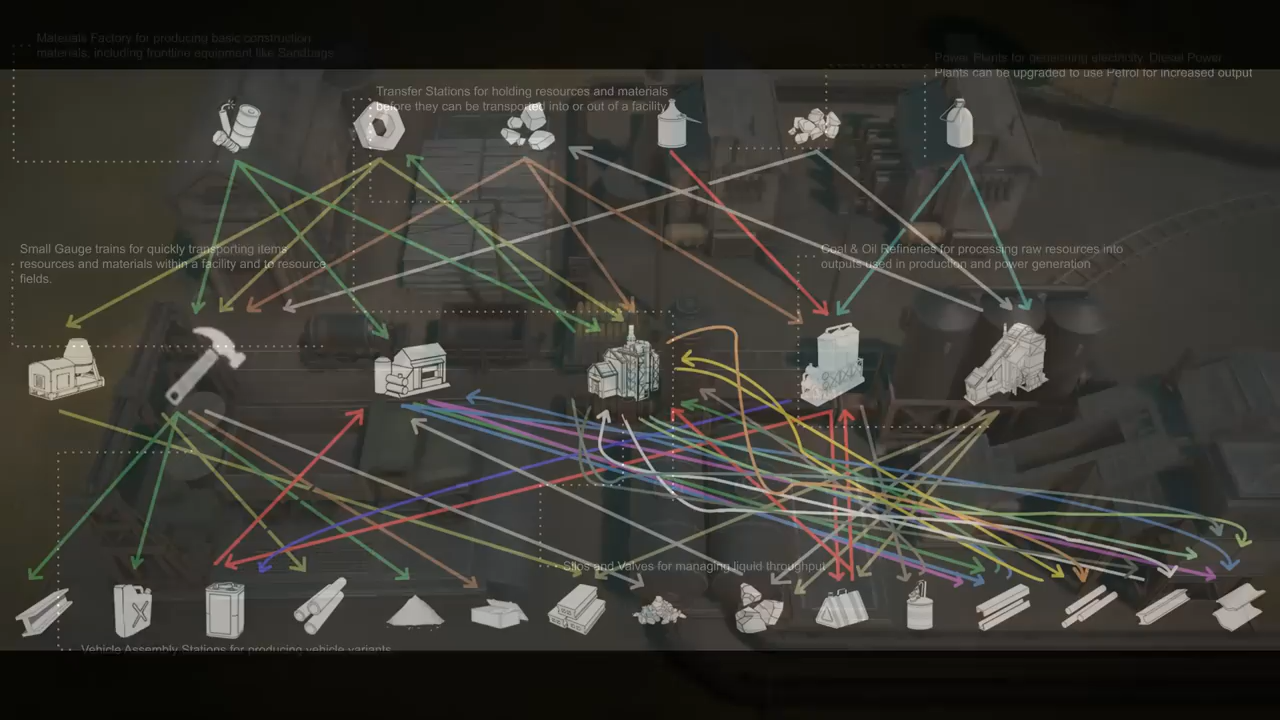 Materials Factory for producing basic construction
materials, including frontline equipment like Sandbags
Power Plants for generating electricity. Diesel Power
Plants can be upgraded to use Petrol for increased output
Transfer Stations for holding resources and materials
before they can be transported into or out of a facility
Small Gauge trains for quickly transporting items
resources and materials within a facility and to resource
fields.
Coal & Oil Refineries for processing raw resources into
outputs used in production and power generation
Silos and Valves for managing liquid throughput
Vehicle Assembly Stations for producing vehicle variants